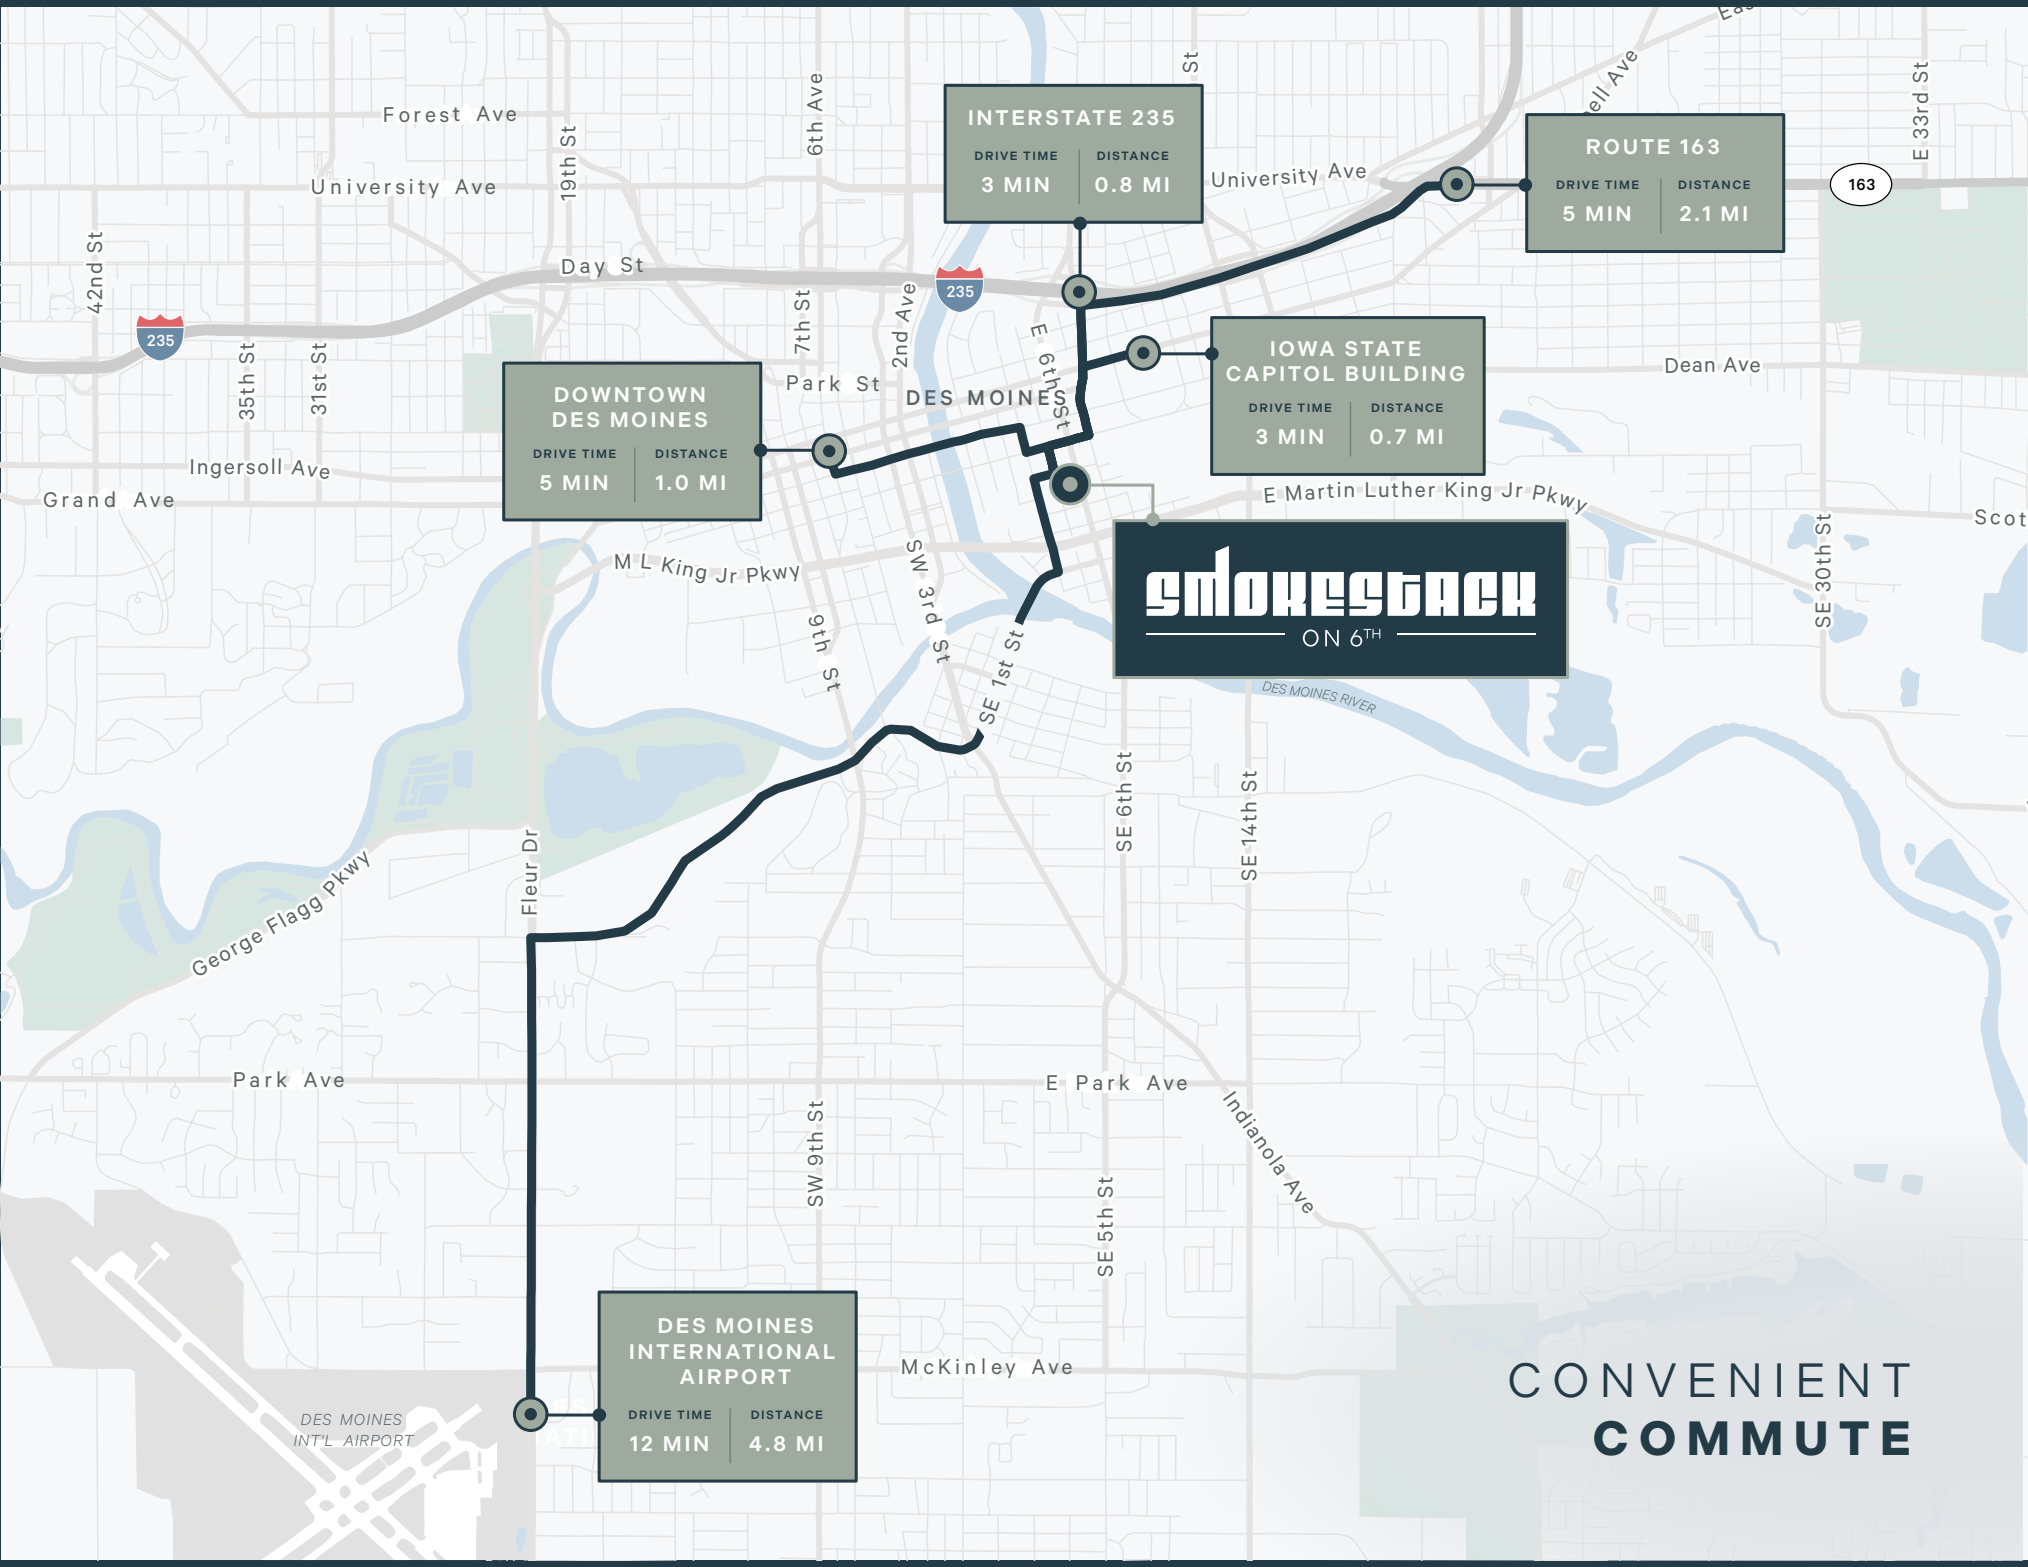 Forest Ave
University Ave
19th St
6th Ave
St
E 33rd St
INTERSTATE 235
DRIVE TIME
DISTANCE
3 MIN
0.8 MI
University Ave
ROUTE 163
DRIVE TIME
DISTANCE
5 MIN
2.1 MI
163
42nd St
Day St
235
235
7th St
2nd Ave
E 6th St
35th St
31st St
Park St
DES MOINES
IOWA STATE
CAPITOL BUILDING
DRIVE TIME
DISTANCE
3 MIN
0.7 MI
Dean Ave
DOWNTOWN
DES MOINES
DRIVE TIME
DISTANCE
5 MIN
1.0 MI
Ingersoll Ave
Grand Ave
E Martin Luther King Jr Pkwy
Scot
SE 30th St
M L King Jr Pkwy
SW 3rd St
9th St
SMOKESTACK
ON 6TH
SE 1st St
DES MOINES RIVER
SE 6th St
SE 14th St
Fleur Dr
George Flagg Pkwy
Park Ave
E Park Ave
SW 9th St
SE 5th St
Indianola Ave
DES MOINES
INTERNATIONAL
AIRPORT
DRIVE TIME
DISTANCE
12 MIN
4.8 MI
McKinley Ave
DES MOINES
INT'L AIRPORT
CONVENIENT
COMMUTE